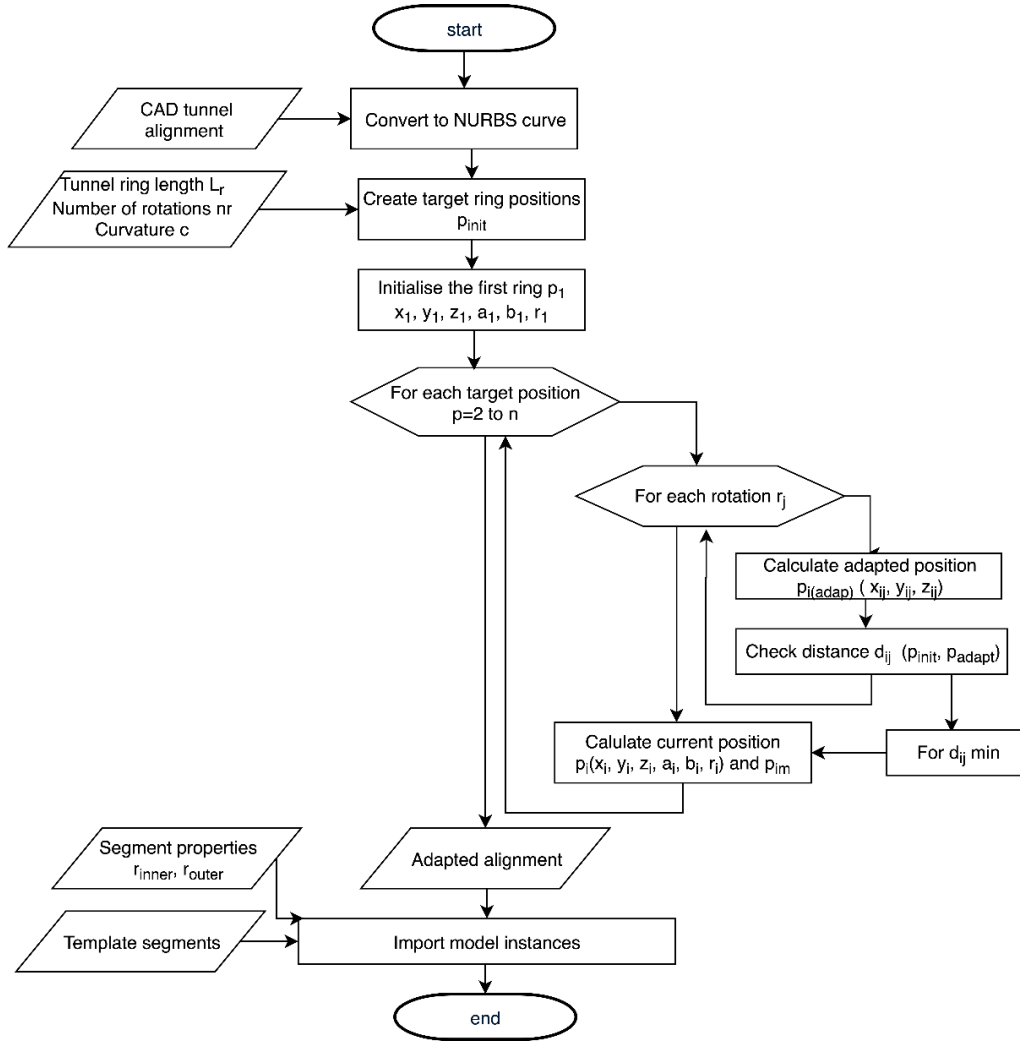 start
CAD tunnel
alignment
Convert to NURBS curve
Tunnel ring length Lr
Number of rotations nr
Curvature c
Create target ring positions
pinit
Initialise the first ring p1
x1, y1, z1, a1, b1, r1
For each target position
p=2 to n
For each rotation rj
Calculate adapted position
pi(adap) ( xij, yij, zij)
Check distance dij (pinit, padapt)
For dij min
Calulate current position
pi(xi, yi, zi, ai, bi, ri) and pim
Segment properties
rinner, router
Adapted alignment
Template segments
Import model instances
end